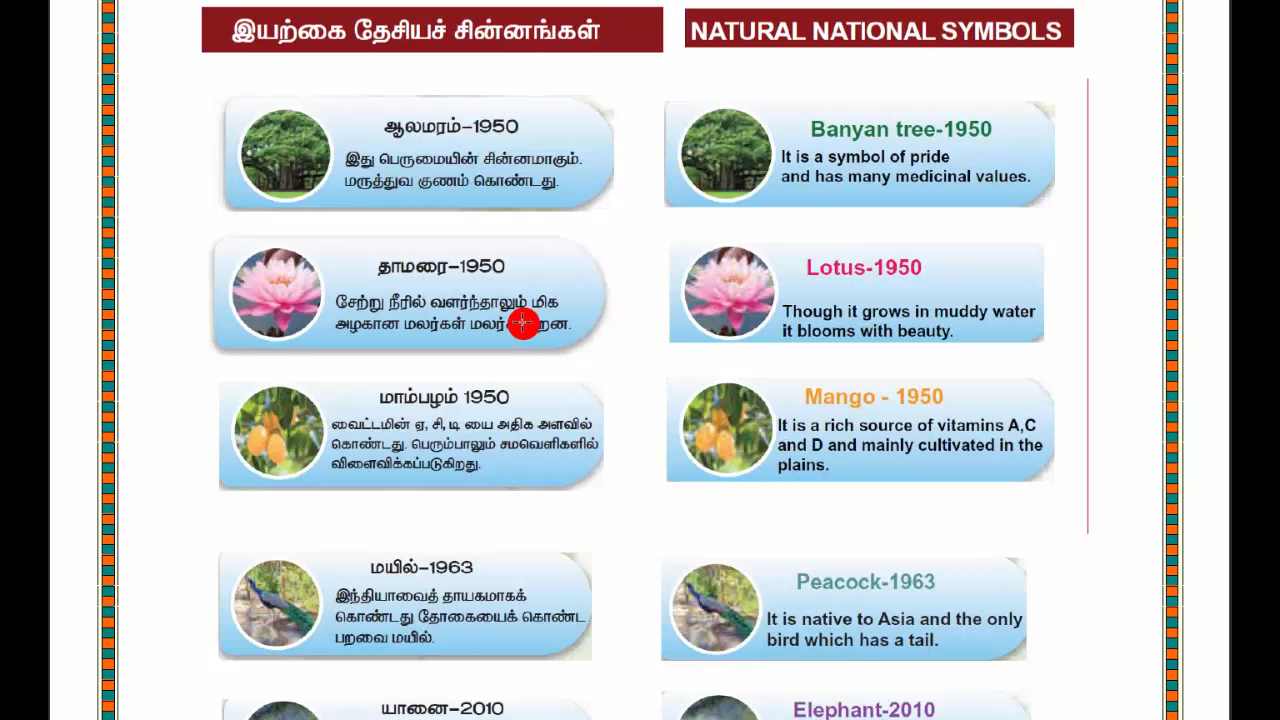 இயற்கை தேசியச் சின்னங்கள்
NATURAL NATIONAL SYMBOLS
ஆலமரம்–1950
இது பெருமையின் சின்னமாகும்.
மருத்துவ குணம் கொண்டது.
Banyan tree-1950
It is a symbol of pride
and has many medicinal values.
தாமரை–1950
சேற்று நீரில் வளர்ந்தாலும் மிக
அழகான மலர்கள்
Lotus-1950
Though it grows in muddy water
it blooms with beauty.
மாம்பழம் 1950
வைட்டமின் ஏ, சி, டி யை அதிக அளவில்
கொண்டது. பெரும்பாலும் சமவெளிகளில்
விளைவிக்கப்படுகிறது.
Mango - 1950
It is a rich source of vitamins A,C
and D and mainly cultivated in the
plains.
மயில்–1963
இந்தியாவைத் தாயகமாகக்
கொண்டது தோகையைக் கொண்ட
பறவை மயில்.
Peacock-1963
It is native to Asia and the only
bird which has a tail.
யானை–2010
Elephant-2010